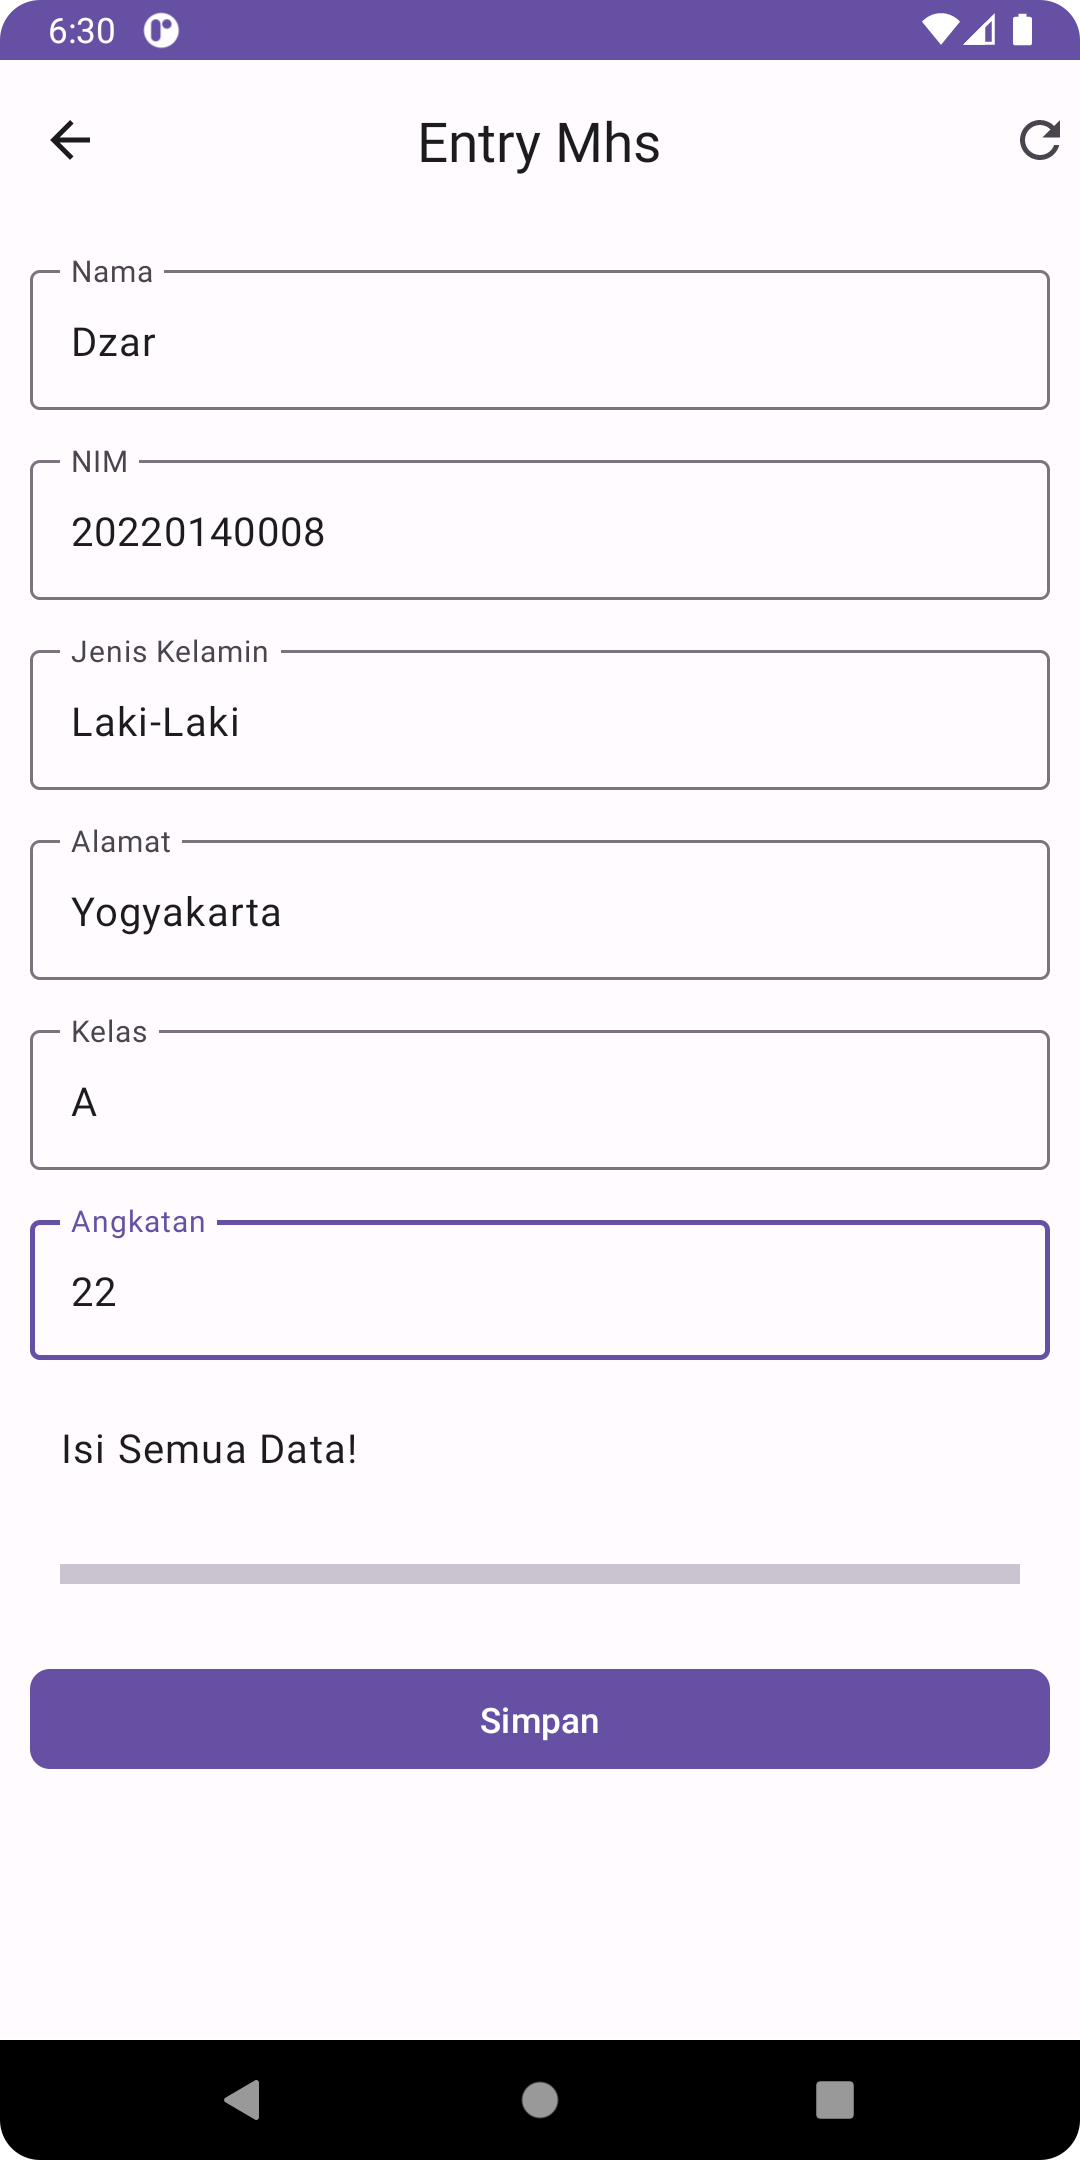 6:30
Entry Mhs
Nama
Dzar
NIM
20220140008
Jenis Kelamin
Laki-Laki
Alamat
Yogyakarta
Kelas
A
Angkatan
22
Isi Semua Data!
Simpan